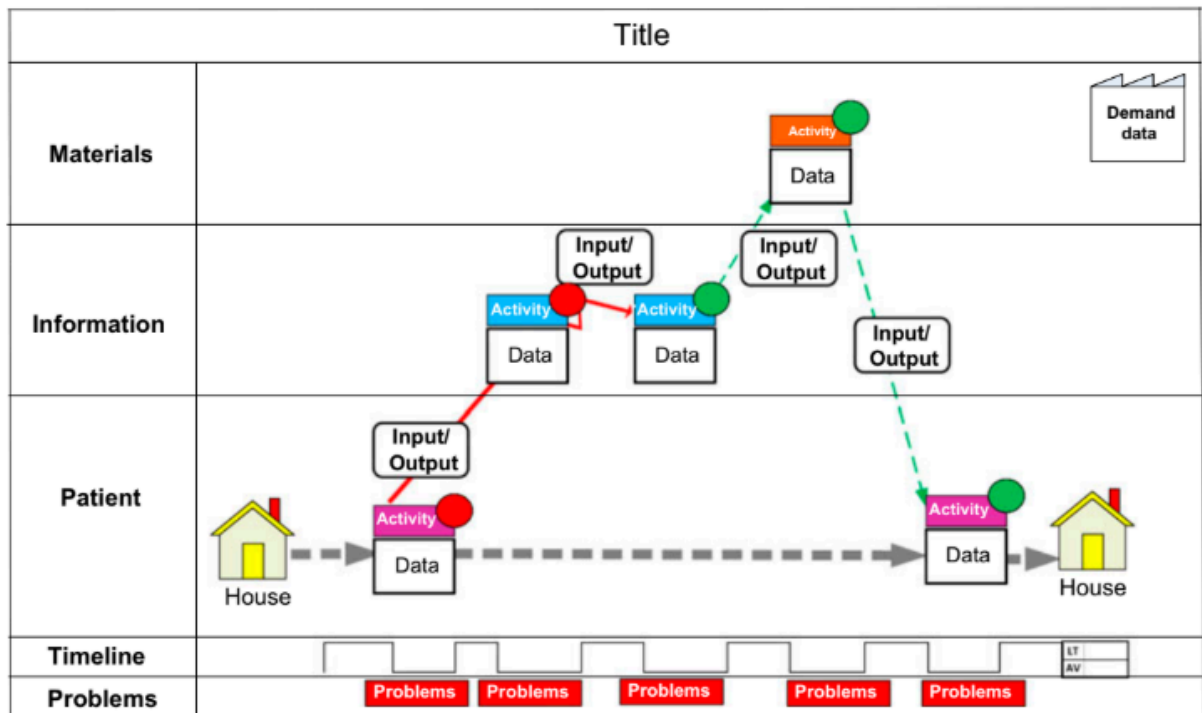 Title
Materials
Demand
data
Activity
Data
Input/
Output
Input/
Output
Information
Activity
Data
Activity
Data
Input/
Output
Input/
Output
Patient
Activity
Data
Activity
Data
House
House
Timeline
LT
AV
Problems
Problems
Problems
Problems
Problems
Problems